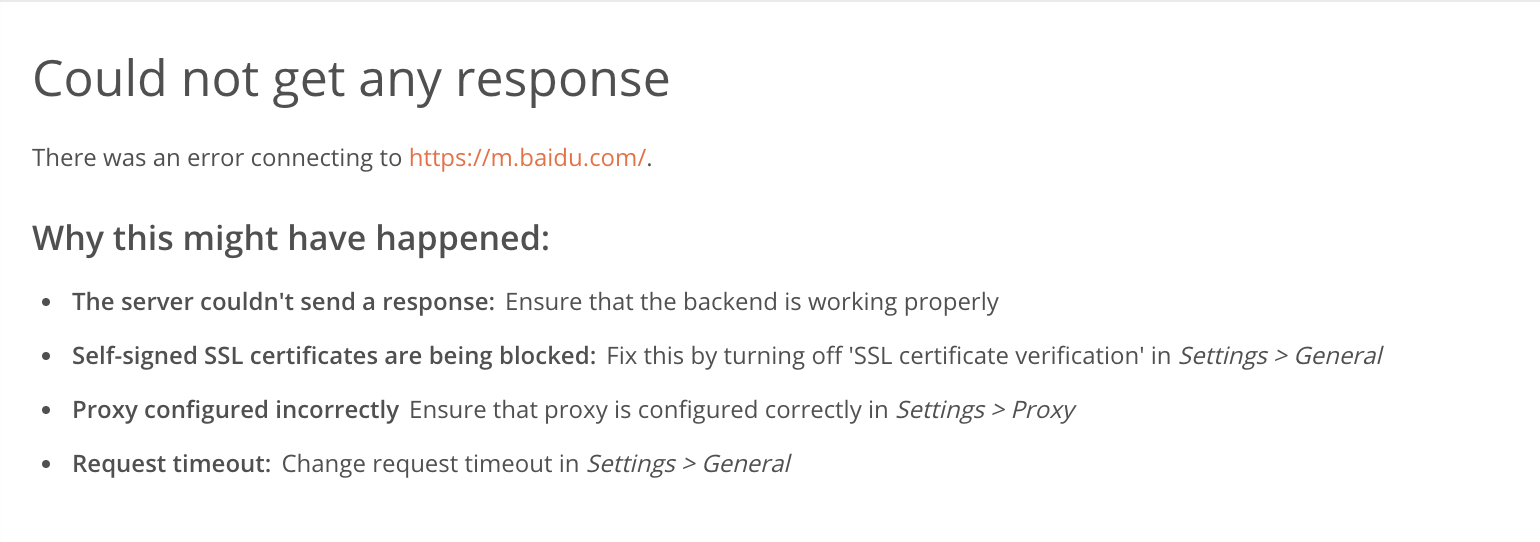 Could not get any response
There was an error connecting to https://m.baidu.com/.
Why this might have happened:
• The server couldn't send a response: Ensure that the backend is working properly
• Self-signed SSL certificates are being blocked: Fix this by turning off 'SSL certificate verification' in Settings > General
• Proxy configured incorrectly Ensure that proxy is configured correctly in Settings > Proxy
• Request timeout: Change request timeout in Settings > General